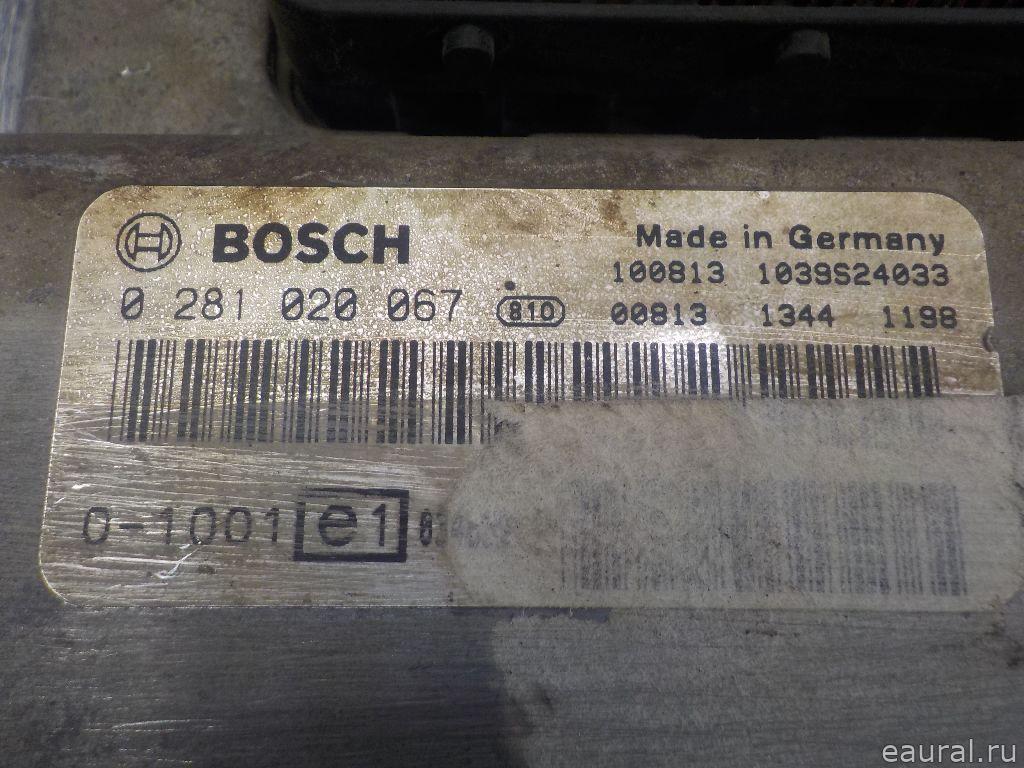 BOSCH
Made in Germany
100813 1039S24033
0 281 020 067 810 00813 1344 1198
0-1001 e1
eaural.ru